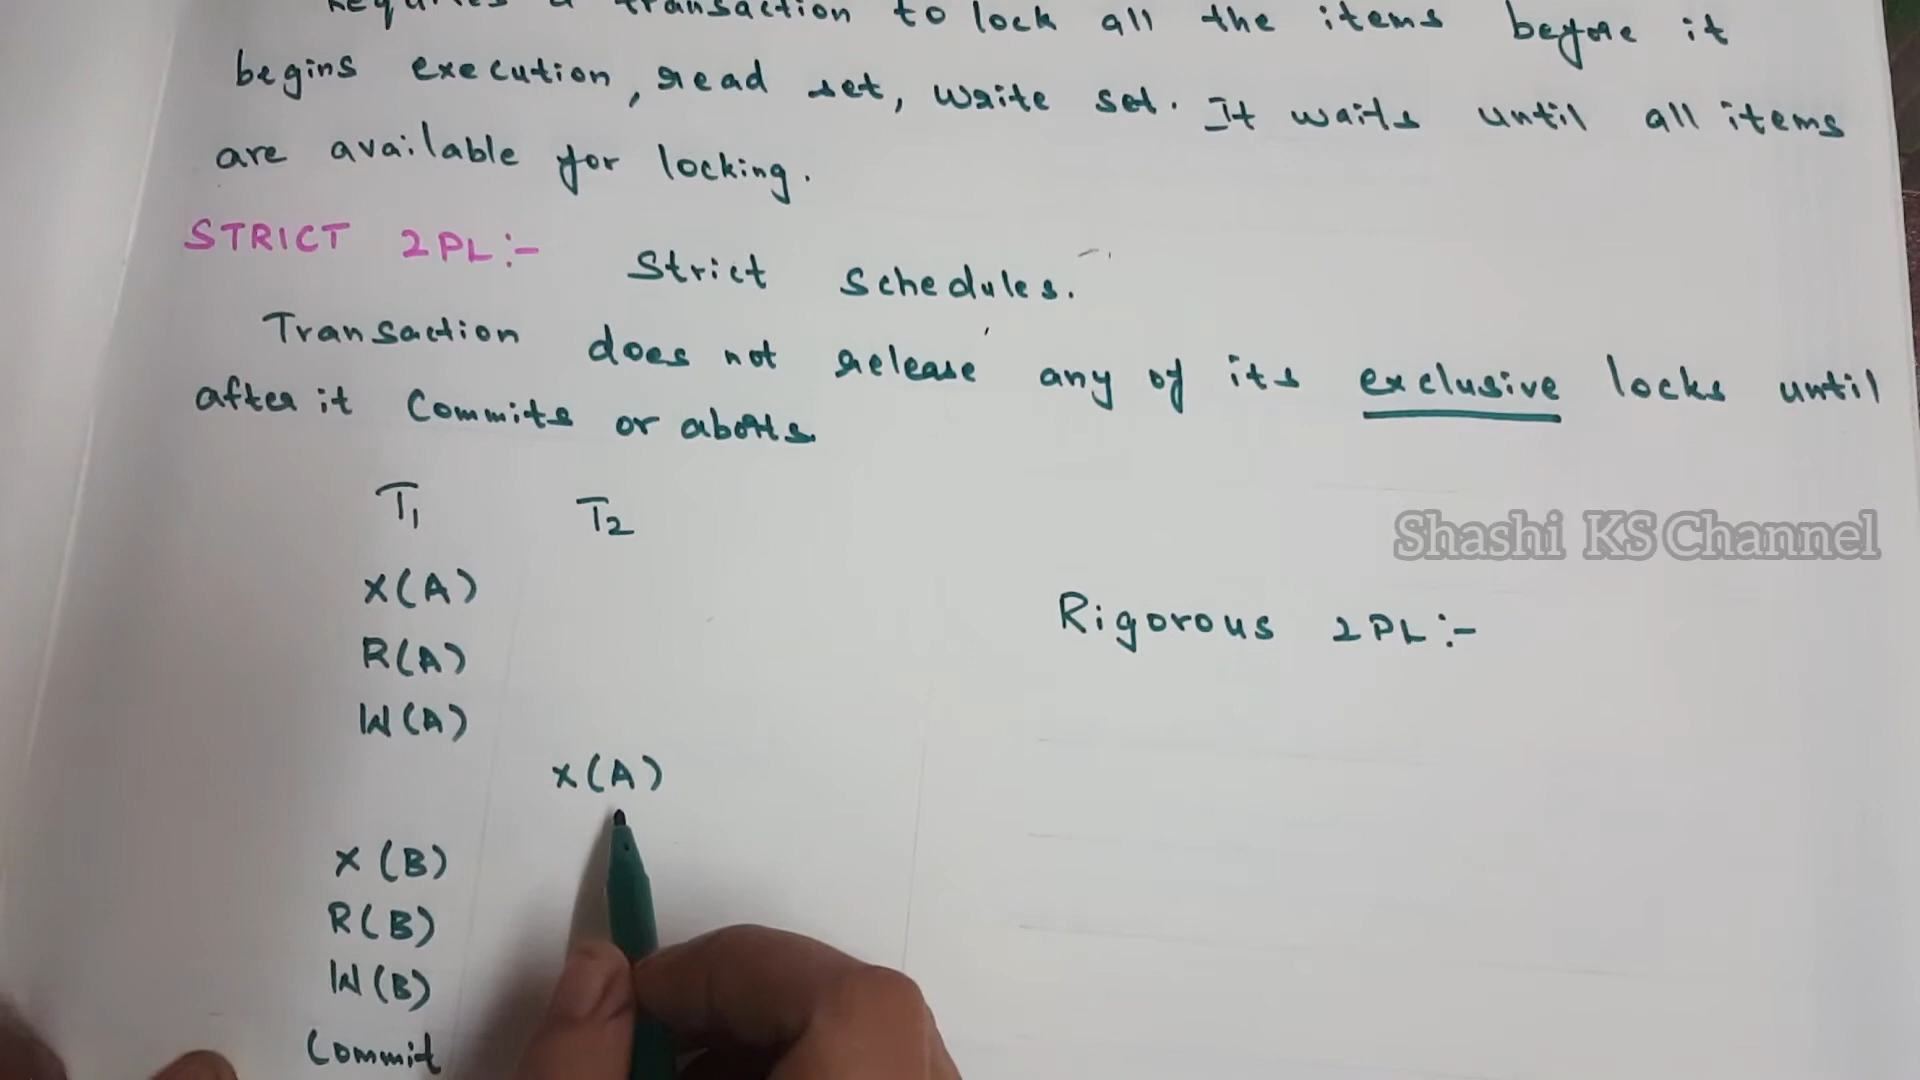 Requires a transaction to lock all the items before it
begins execution, read set, write set. It waits until all items
are available for locking.
STRICT 2PL:- Strict Schedules.
Transaction does not release any of its exclusive locks until
after it Commits or aborts
T1 T2
X(A)
R(A)
W(A)
X(A)
X(B)
R(B)
W(B)
Commit
Rigorous 2PL:-
Shashi KS Channel